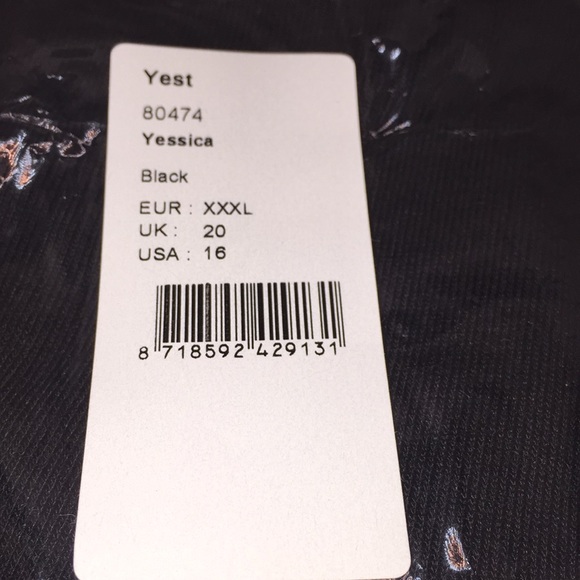 Yest
80474
Yessica
Black
EUR : XXXL
UK : 20
USA : 16
8 718592 429131